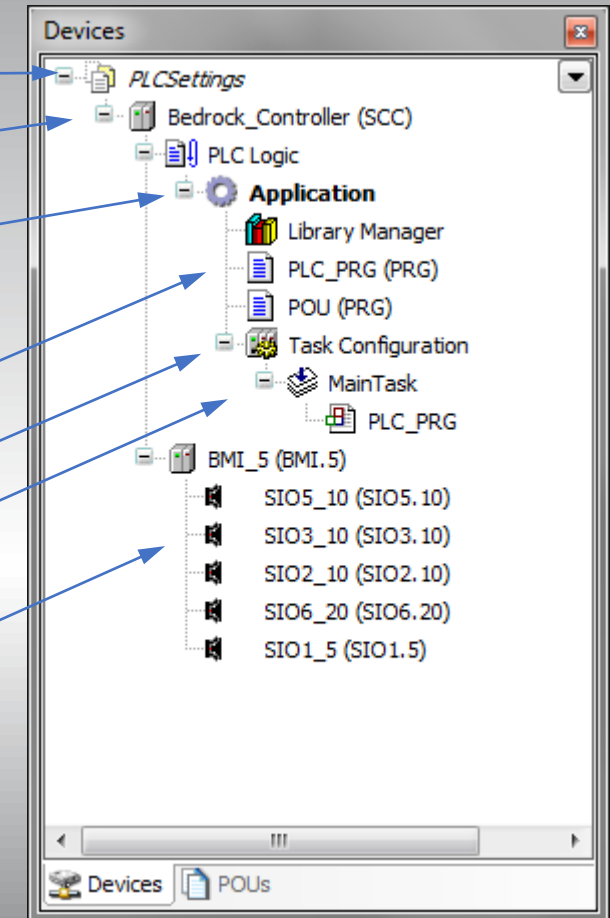 Devices
PLCSettings
Bedrock_Controller (SCC)
PLC Logic
Application
Library Manager
PLC_PRG (PRG)
POU (PRG)
Task Configuration
MainTask
PLC_PRG
BMI_5 (BMI.5)
SIO5_10 (SIO5.10)
SIO3_10 (SIO3.10)
SIO2_10 (SIO2.10)
SIO6_20 (SIO6.20)
SIO1_5 (SIO1.5)
Devices POUs